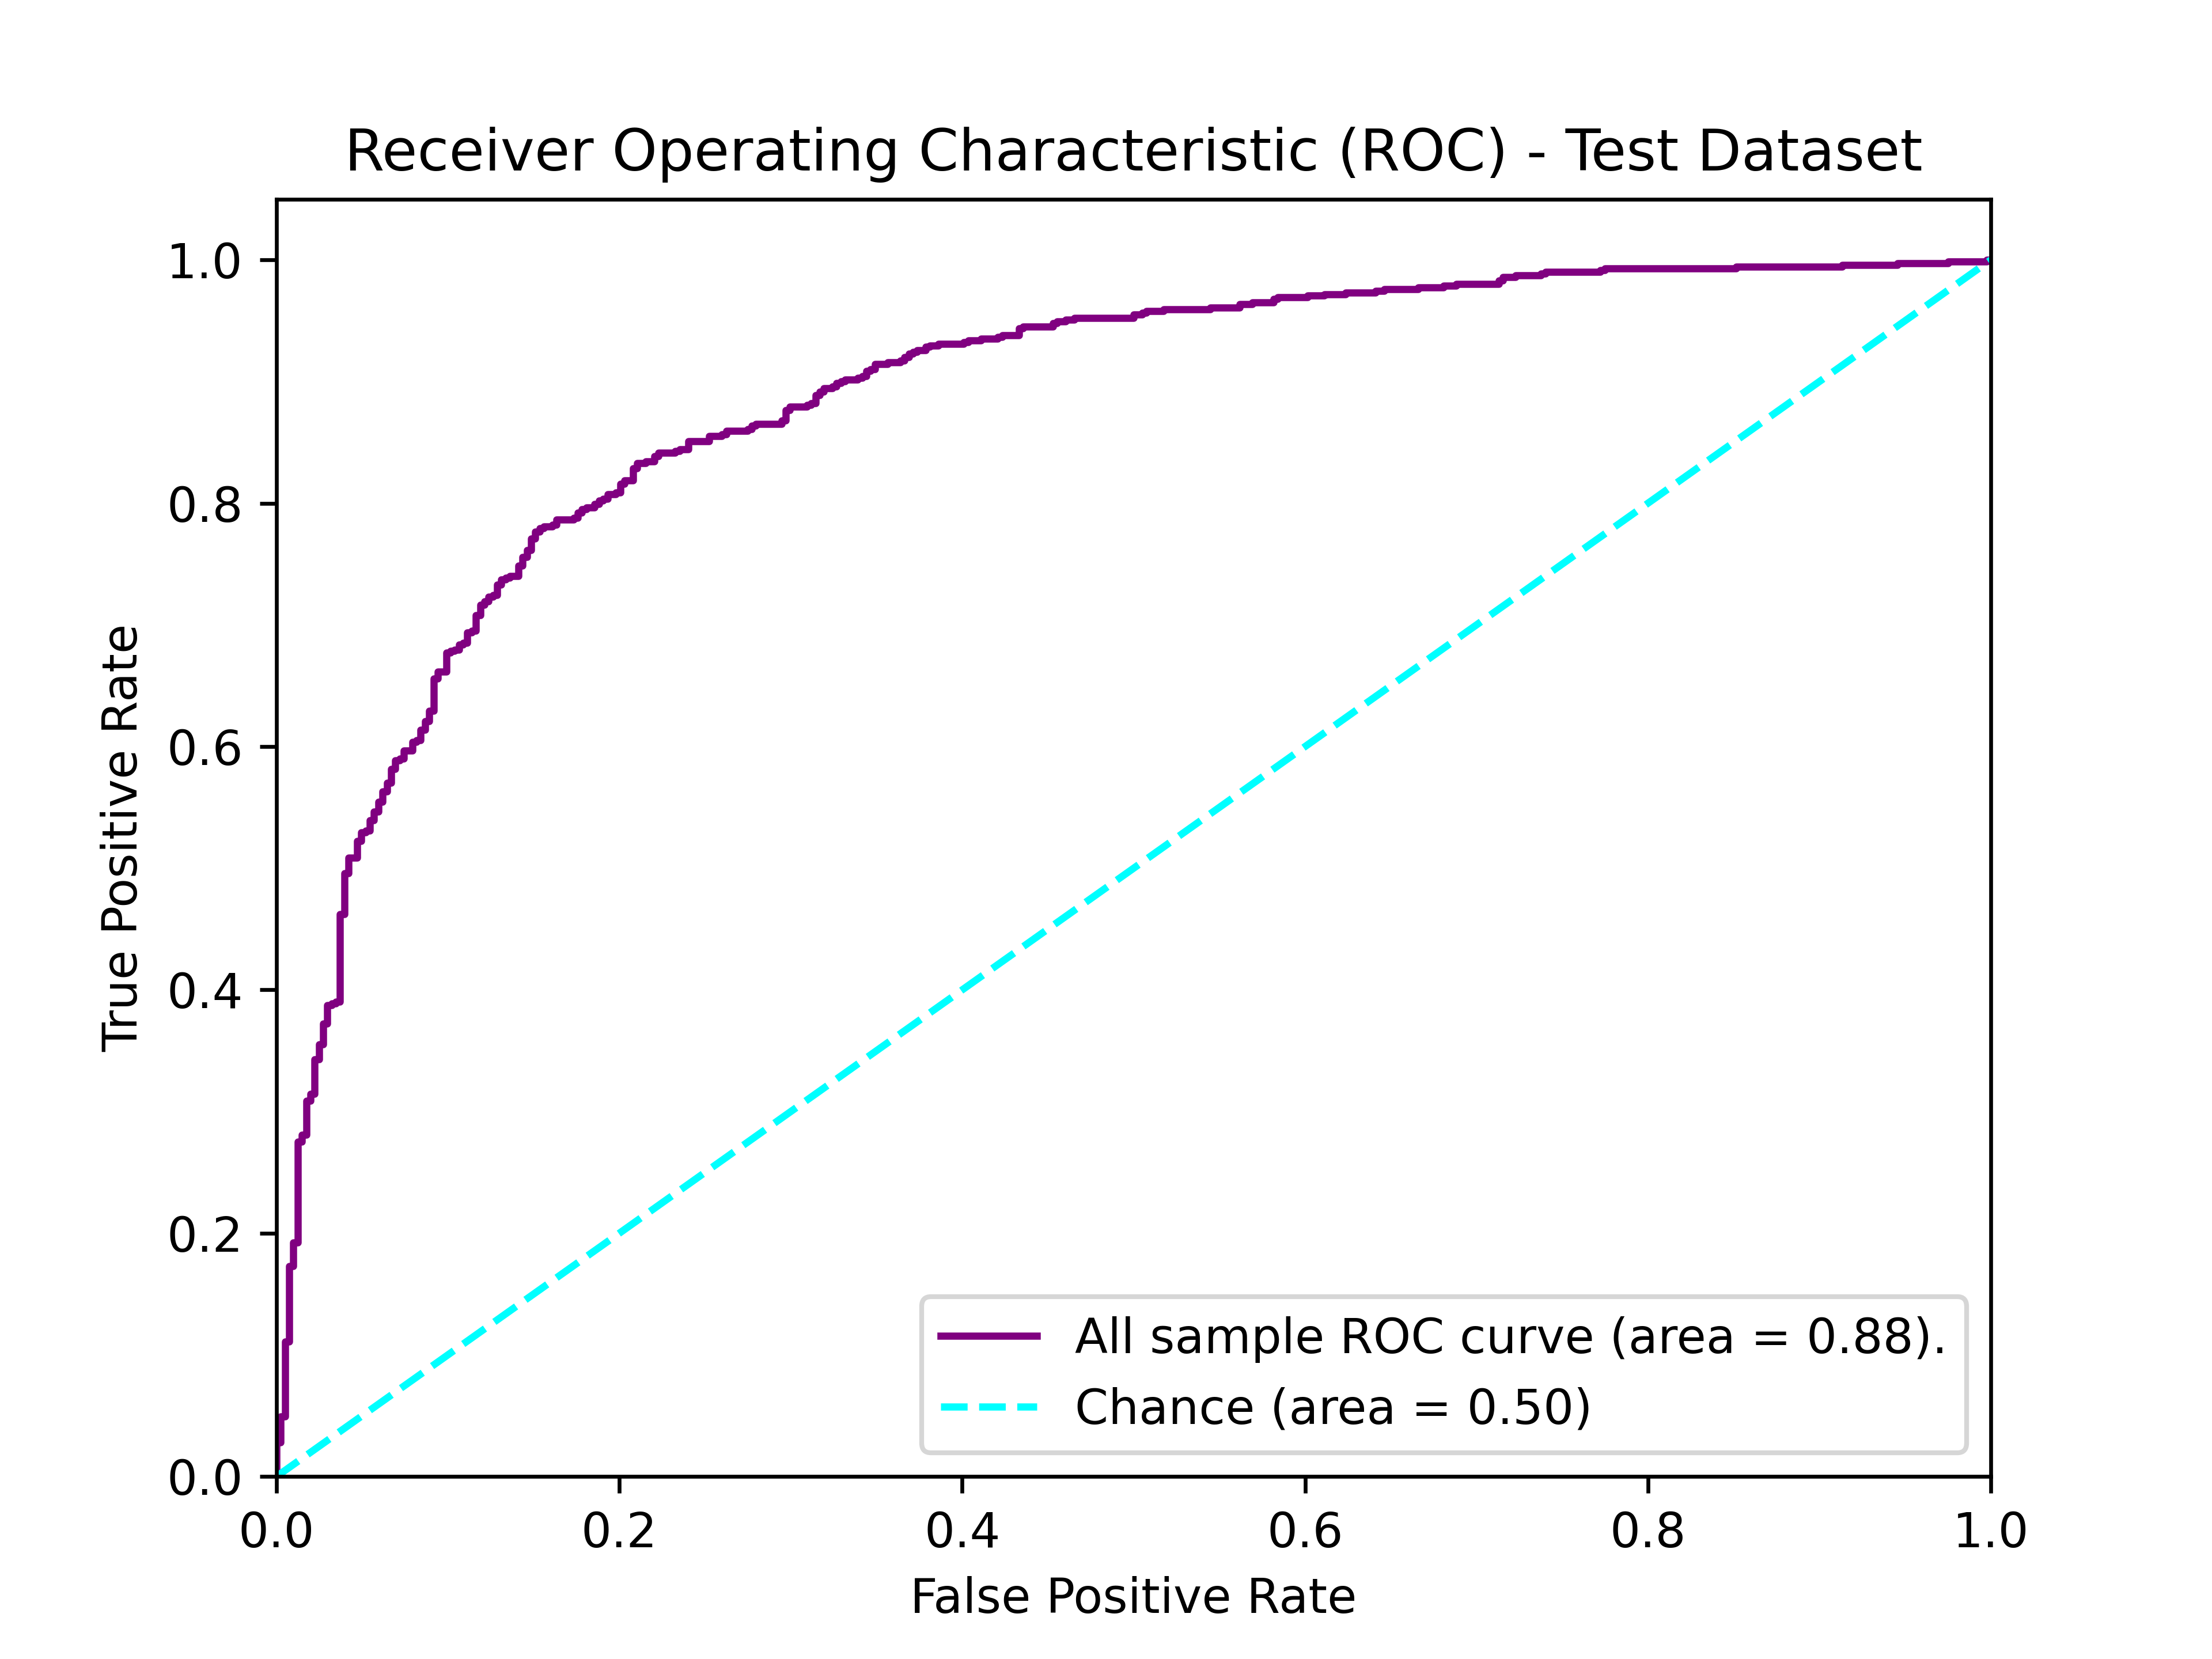 Receiver Operating Characteristic (ROC) - Test Dataset
1.0
0.8
0.6
0.4
0.2
0.0
True Positive Rate
All sample ROC curve (area = 0.88).
Chance (area = 0.50)
0.0 0.2 0.4 0.6 0.8 1.0
False Positive Rate